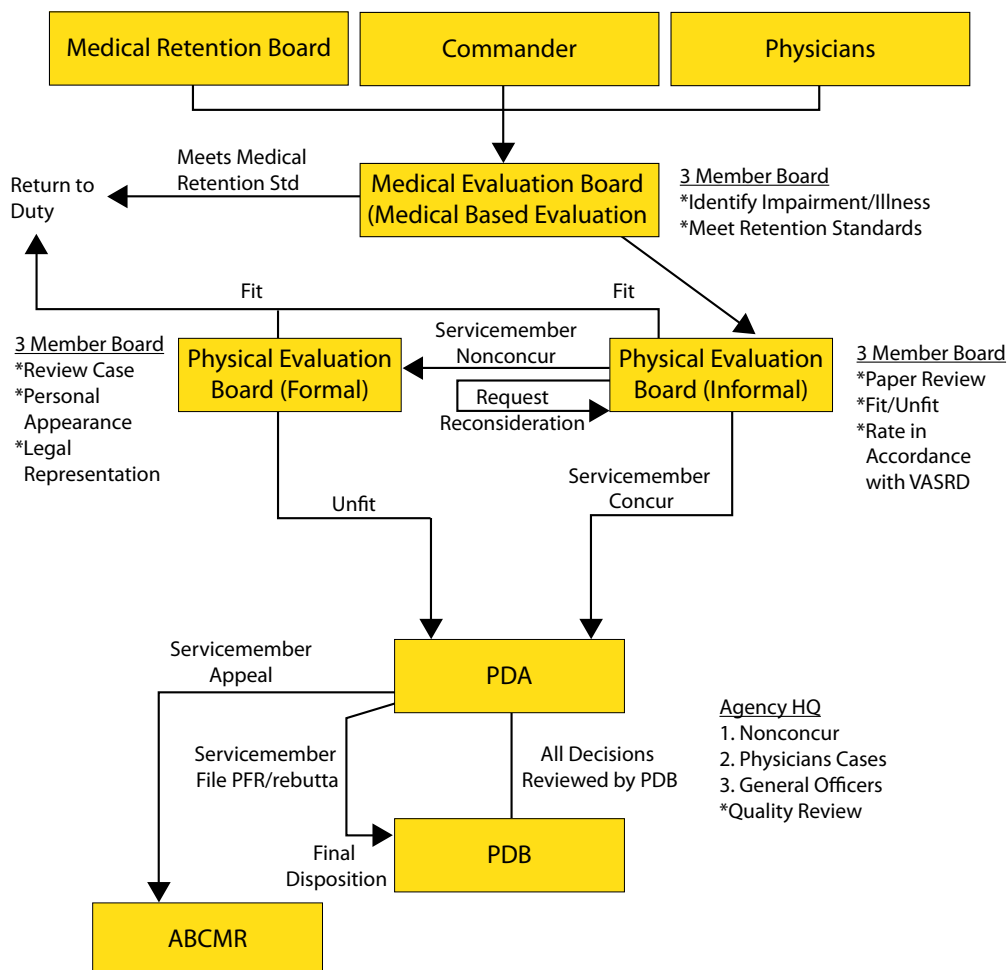 Medical Retention Board
Commander
Physicians
Meets Medical
Retention Std
Return to
Duty
Medical Evaluation Board
(Medical Based Evaluation
3 Member Board
*Identify Impairment/Illness
*Meet Retention Standards
Fit
Fit
3 Member Board
*Review Case
*Personal
Appearance
*Legal
Representation
Physical Evaluation
Board (Formal)
Servicemember
Nonconcur
Request
Reconsideration
Physical Evaluation
Board (Informal)
3 Member Board
*Paper Review
*Fit/Unfit
*Rate in
Accordance
with VASRD
Unfit
Servicemember
Concur
Servicemember
Appeal
PDA
Servicemember
File PFR/rebutta
All Decisions
Reviewed by PDB
Agency HQ
1. Nonconcur
2. Physicians Cases
3. General Officers
*Quality Review
Final
Disposition
PDB
ABCMR